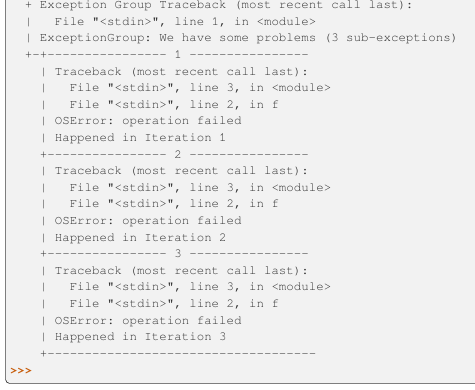 + Exception Group Traceback (most recent call last):
|   File "<stdin>", line 1, in <module>
| ExceptionGroup: We have some problems (3 sub-exceptions)
+-+---------------- 1 ----------------
  | Traceback (most recent call last):
  |   File "<stdin>", line 3, in <module>
  |   File "<stdin>", line 2, in f
  | OSError: operation failed
  | Happened in Iteration 1
  +---------------- 2 ----------------
  | Traceback (most recent call last):
  |   File "<stdin>", line 3, in <module>
  |   File "<stdin>", line 2, in f
  | OSError: operation failed
  | Happened in Iteration 2
  +---------------- 3 ----------------
  | Traceback (most recent call last):
  |   File "<stdin>", line 3, in <module>
  |   File "<stdin>", line 2, in f
  | OSError: operation failed
  | Happened in Iteration 3
  +------------------------------------
>>>